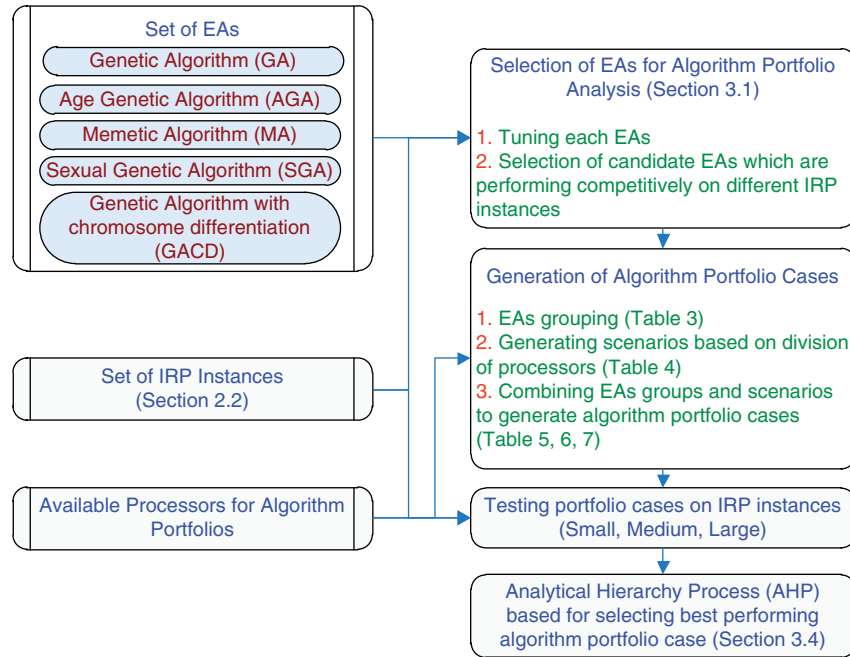 Set of EAs
Genetic Algorithm (GA)
Age Genetic Algorithm (AGA)
Memetic Algorithm (MA)
Sexual Genetic Algorithm (SGA)
Genetic Algorithm with
chromosome differentiation
(GACD)
Set of IRP Instances
(Section 2.2)
Available Processors for Algorithm
Portfolios
Selection of EAs for Algorithm Portfolio
Analysis (Section 3.1)
1. Tuning each EAs
2. Selection of candidate EAs which are
performing competitively on different IRP
instances
Generation of Algorithm Portfolio Cases
1. EAs grouping (Table 3)
2. Generating scenarios based on division
of processors (Table 4)
3. Combining EAs groups and scenarios
to generate algorithm portfolio cases
(Table 5, 6, 7)
Testing portfolio cases on IRP instances
(Small, Medium, Large)
Analytical Hierarchy Process (AHP)
based for selecting best performing
algorithm portfolio case (Section 3.4)